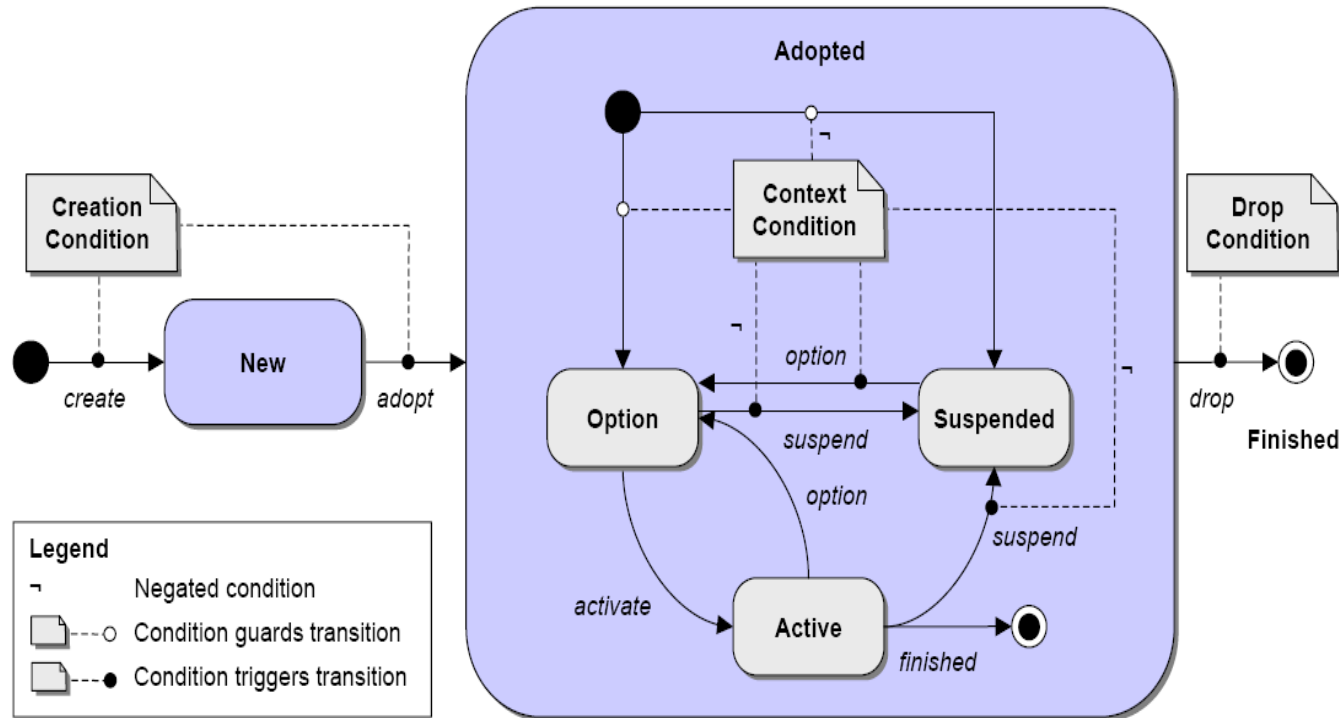 Adopted
¬
Creation
Condition
Context
Condition
Drop
Condition
¬
¬
New
create
adopt
option
Option
suspend
Suspended
drop
Finished
option
suspend
activate
Active
finished
Legend
¬ Negated condition
Condition guards transition
Condition triggers transition